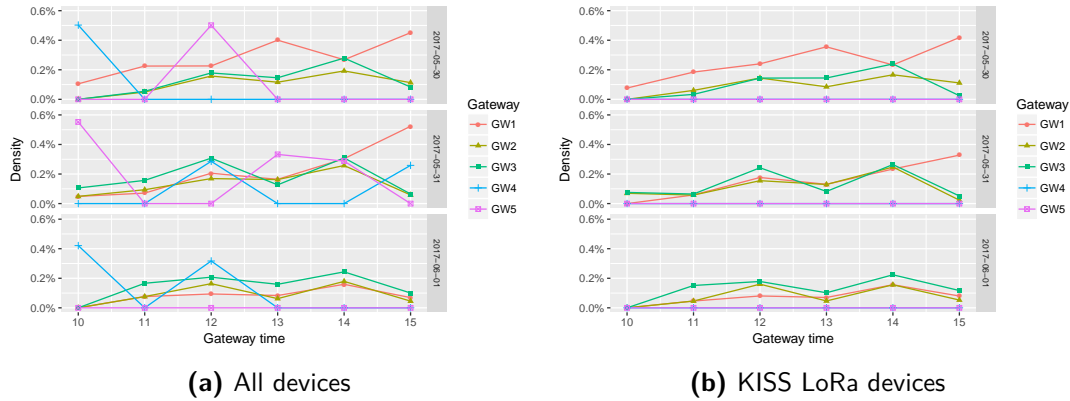 0.6%
0.4%
0.2%
0.0%
2017-05-30
0.6%
0.4%
0.2%
0.0%
2017-05-31
0.6%
0.4%
0.2%
0.0%
2017-06-01
10 11 12 13 14 15
Gateway time
Density
Gateway
GW1
GW2
GW3
GW4
GW5
(a) All devices
0.6%
0.4%
0.2%
0.0%
2017-05-30
0.6%
0.4%
0.2%
0.0%
2017-05-31
0.6%
0.4%
0.2%
0.0%
2017-06-01
10 11 12 13 14 15
Gateway time
Density
Gateway
GW1
GW2
GW3
GW4
GW5
(b) KISS LoRa devices